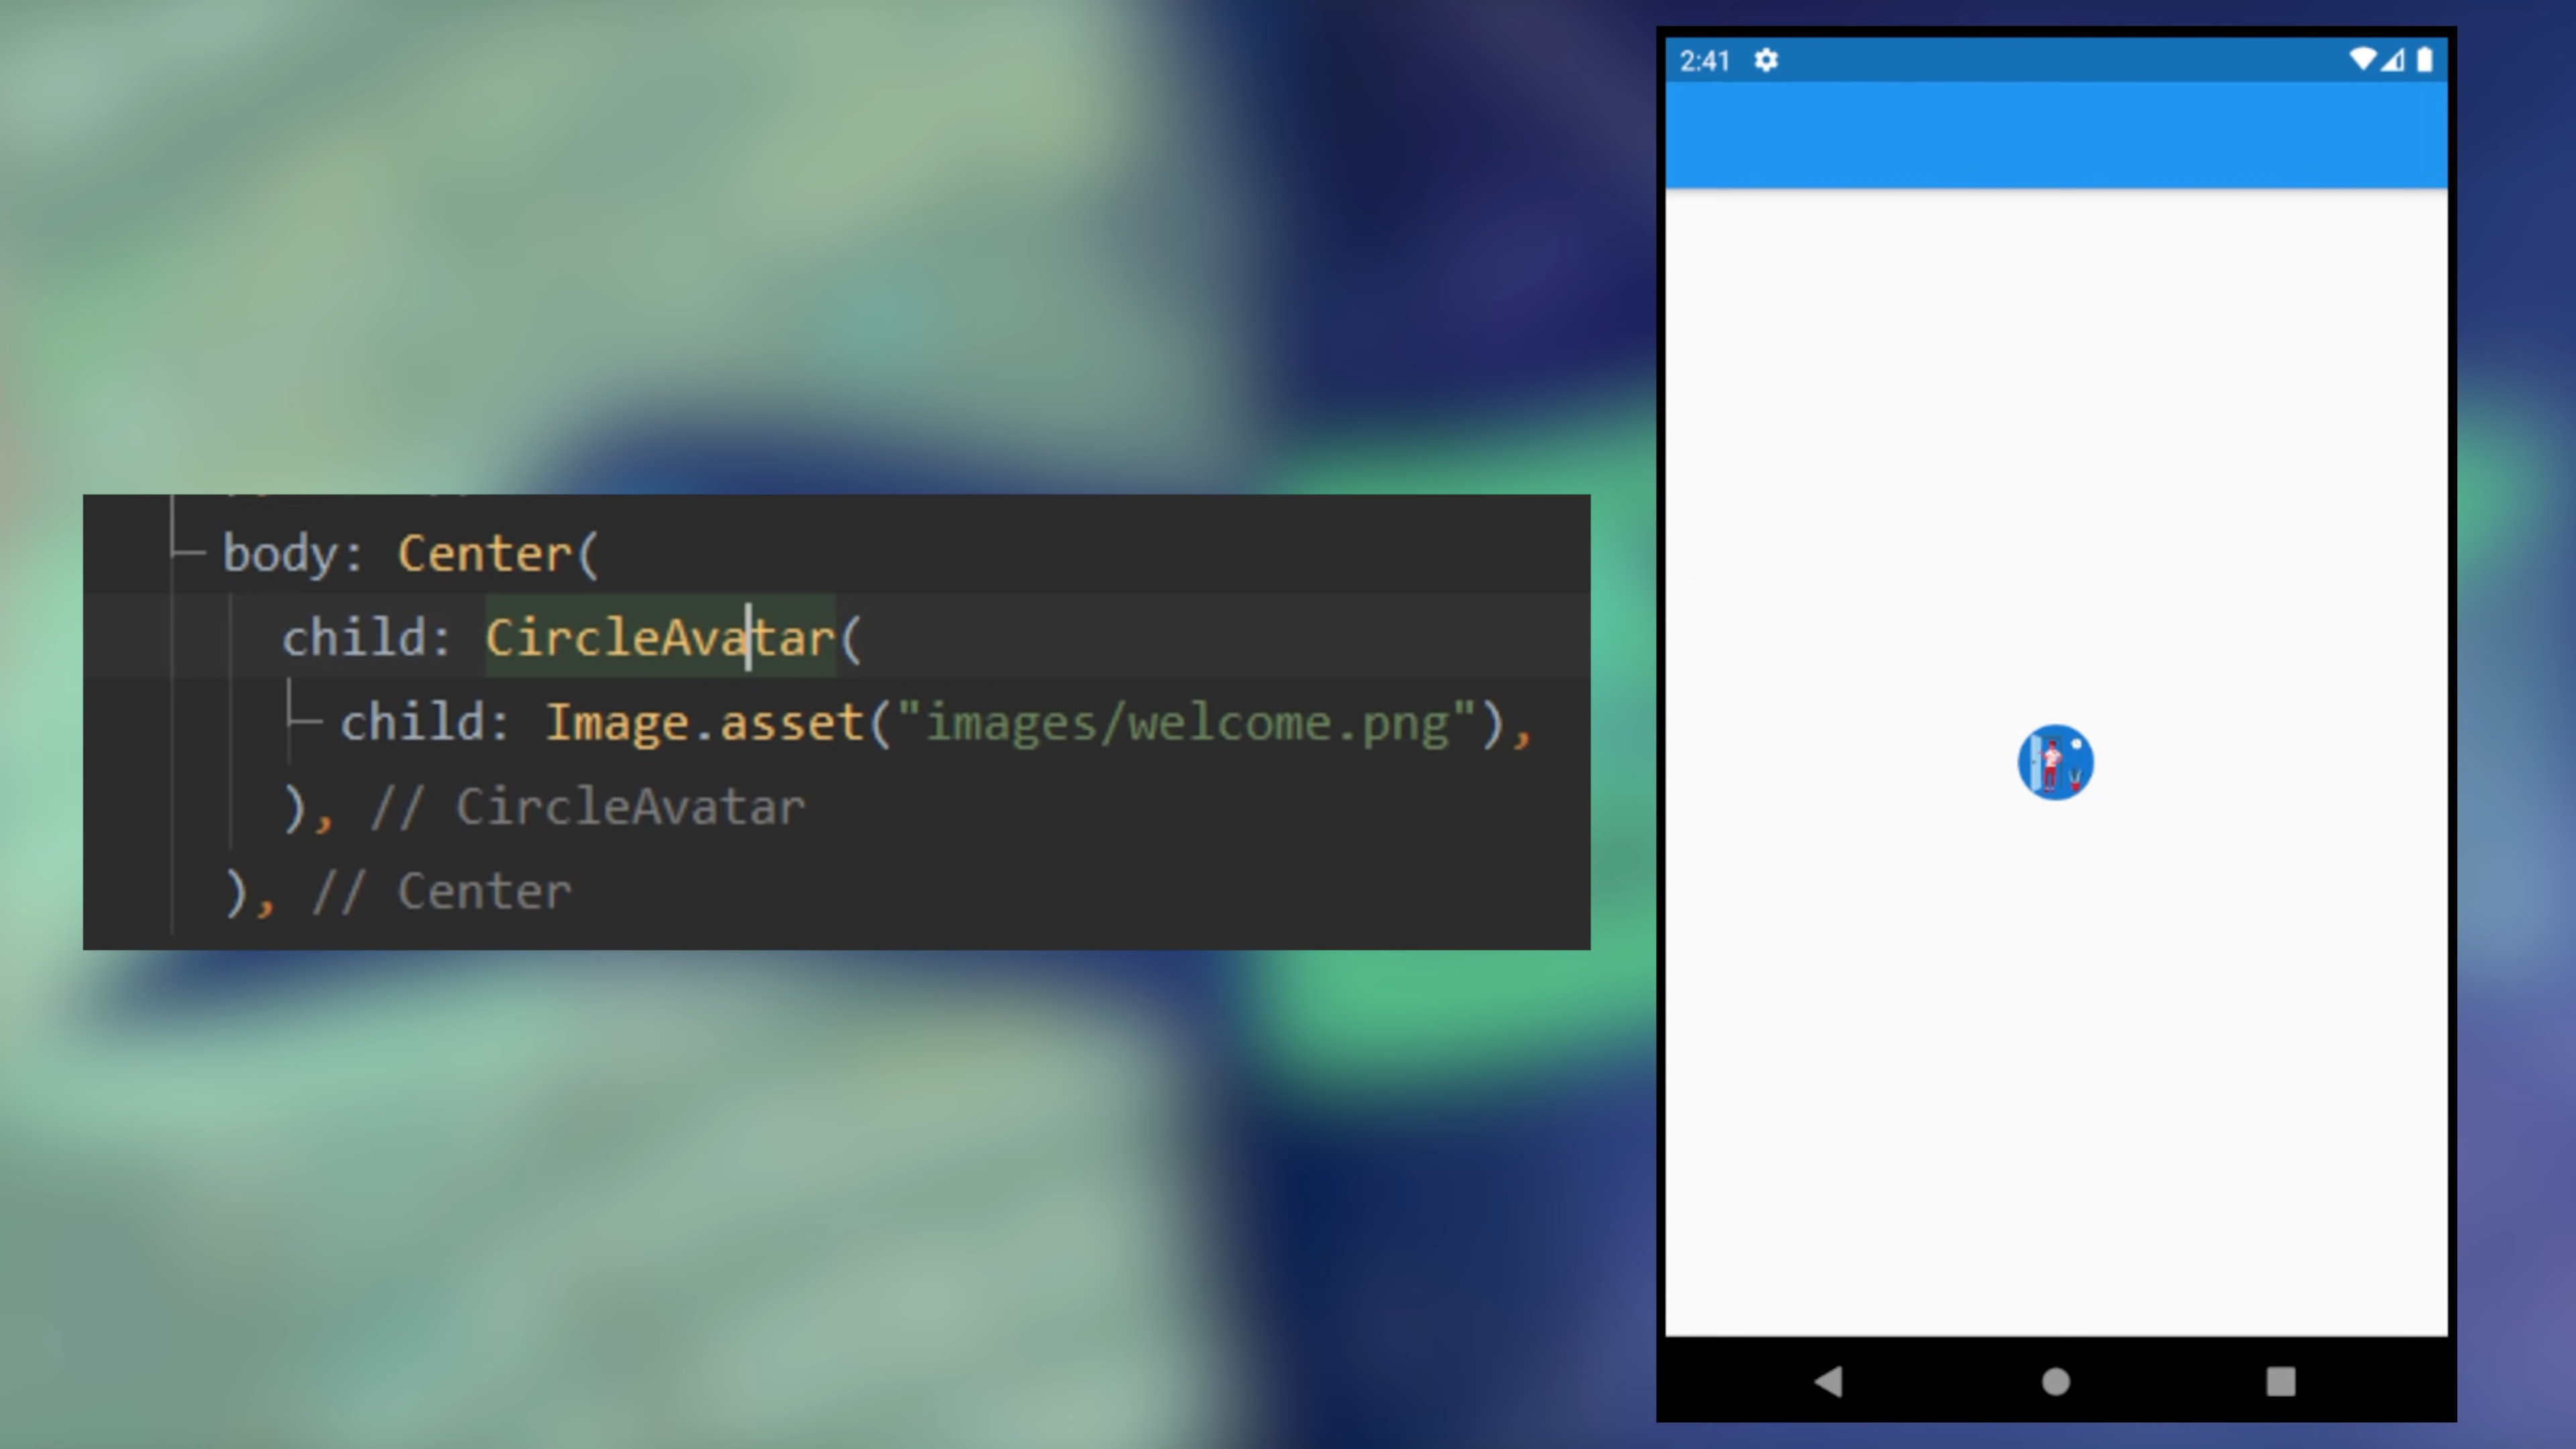 body: Center(
child: CircleAvatar(
child: Image.asset("images/welcome.png"),
), // CircleAvatar
), // Center
2:41